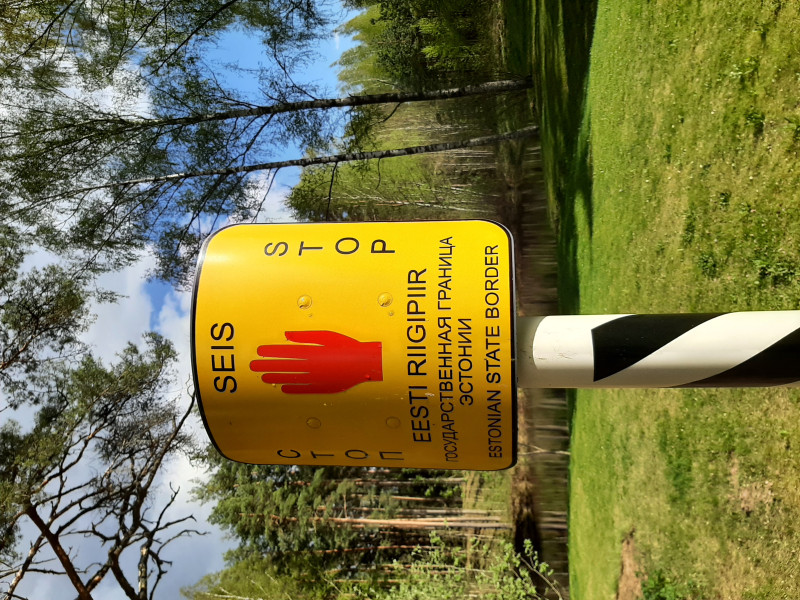 SEIS
СТОП
STOP
EESTI RIIGIPIIR
ГОСУДАРСТВЕННАЯ ГРАНИЦА
ЭСТОНИИ
ESTONIAN STATE BORDER